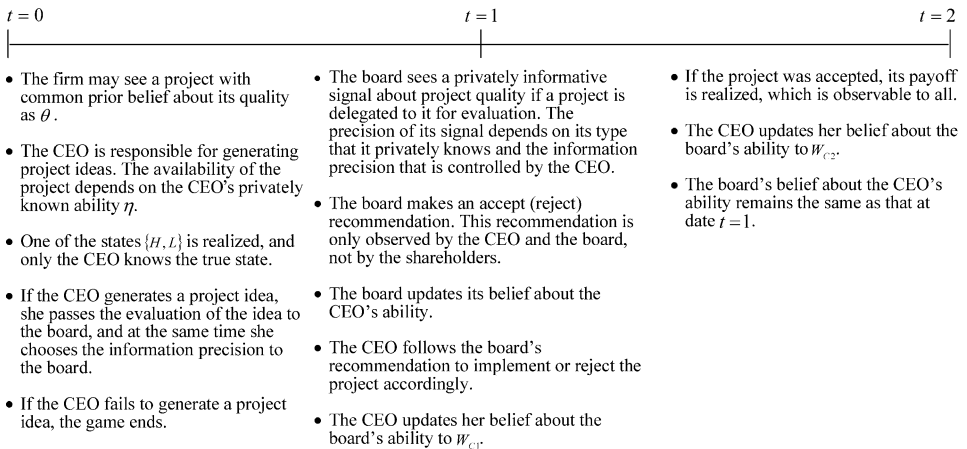 t = 0
t = 1
t = 2
• The firm may see a project with
common prior belief about its quality
as θ .
• The CEO is responsible for generating
project ideas. The availability of the
project depends on the CEO's privately
known ability η.
• One of the states {H, L} is realized, and
only the CEO knows the true state.
• If the CEO generates a project idea,
she passes the evaluation of the idea to
the board, and at the same time she
chooses the information precision to
the board.
• If the CEO fails to generate a project
idea, the game ends.
• The board sees a privately informative
signal about project quality if a project is
delegated to it for evaluation. The
precision of its signal depends on its type
that it privately knows and the information
precision that is controlled by the CEO.
• The board makes an accept (reject)
recommendation. This recommendation is
only observed by the CEO and the board,
not by the shareholders.
• The board updates its belief about the
CEO's ability.
• The CEO follows the board's
recommendation to implement or reject the
project accordingly.
• The CEO updates her belief about the
board's ability to W_C1.
• If the project was accepted, its payoff
is realized, which is observable to all.
• The CEO updates her belief about the
board's ability to W_C2.
• The board's belief about the CEO's
ability remains the same as that at
date t = 1.